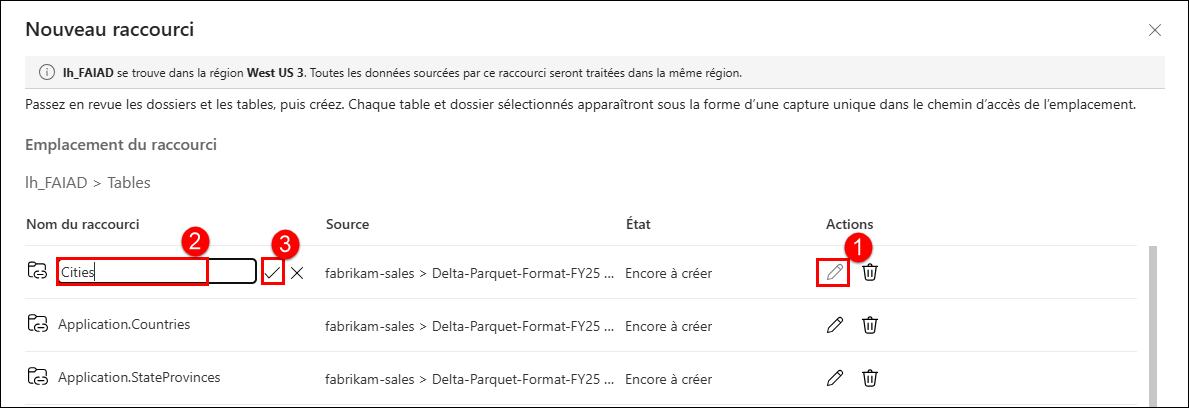 Nouveau raccourci
lh_FAIAD se trouve dans la région West US 3. Toutes les données sourcées par ce raccourci seront traitées dans la même région.
Passez en revue les dossiers et les tables, puis créez. Chaque table et dossier sélectionnés apparaîtront sous la forme d’une capture unique dans le chemin d’accès de l’emplacement.
Emplacement du raccourci
lh_FAIAD > Tables
Nom du raccourci Source État Actions
2 3 1
Cities fabrikam-sales > Delta-Parquet-Format-FY25 ... Encore à créer
Application.Countries fabrikam-sales > Delta-Parquet-Format-FY25 ... Encore à créer
Application.StateProvinces fabrikam-sales > Delta-Parquet-Format-FY25 ... Encore à créer